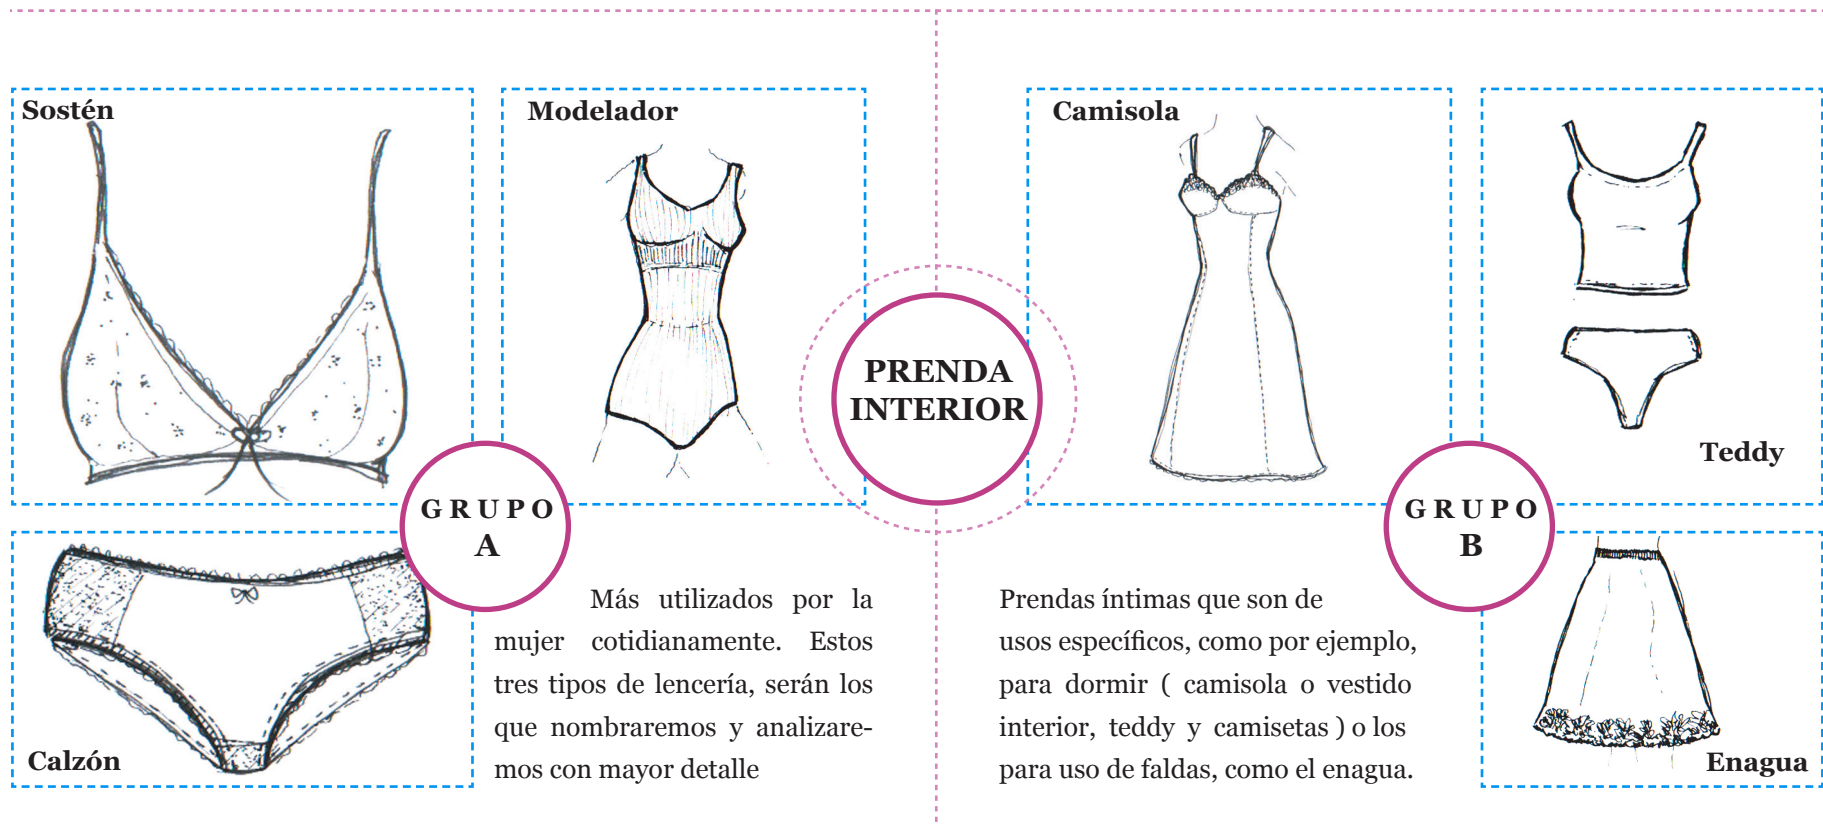 Sostén
Modelador
Camisola
Teddy
PRENDA
INTERIOR
GRUPO
A
GRUPO
B
Calzón
Más utilizados por la
mujer cotidianamente. Estos
tres tipos de lencería, serán los
que nombraremos y analizare-
mos con mayor detalle
Prendas íntimas que son de
usos específicos, como por ejemplo,
para dormir ( camisola o vestido
interior, teddy y camisetas ) o los
para uso de faldas, como el enagua.
Enagua